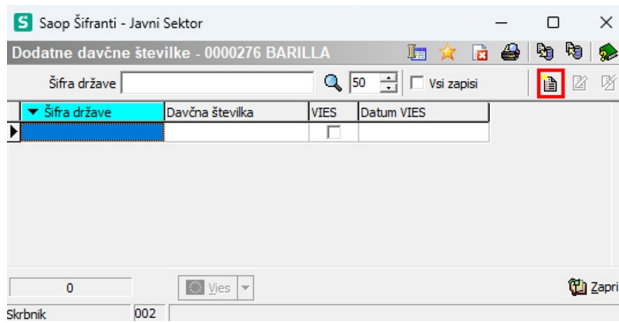 S Saop Šifranti - Javni Sektor
Dodatne davčne številke - 0000276 BARILLA
Šifra države 50 Vsi zapisi
Šifra države Davčna številka VIES Datum VIES
0 Vies Zapri
Skrbnik 002